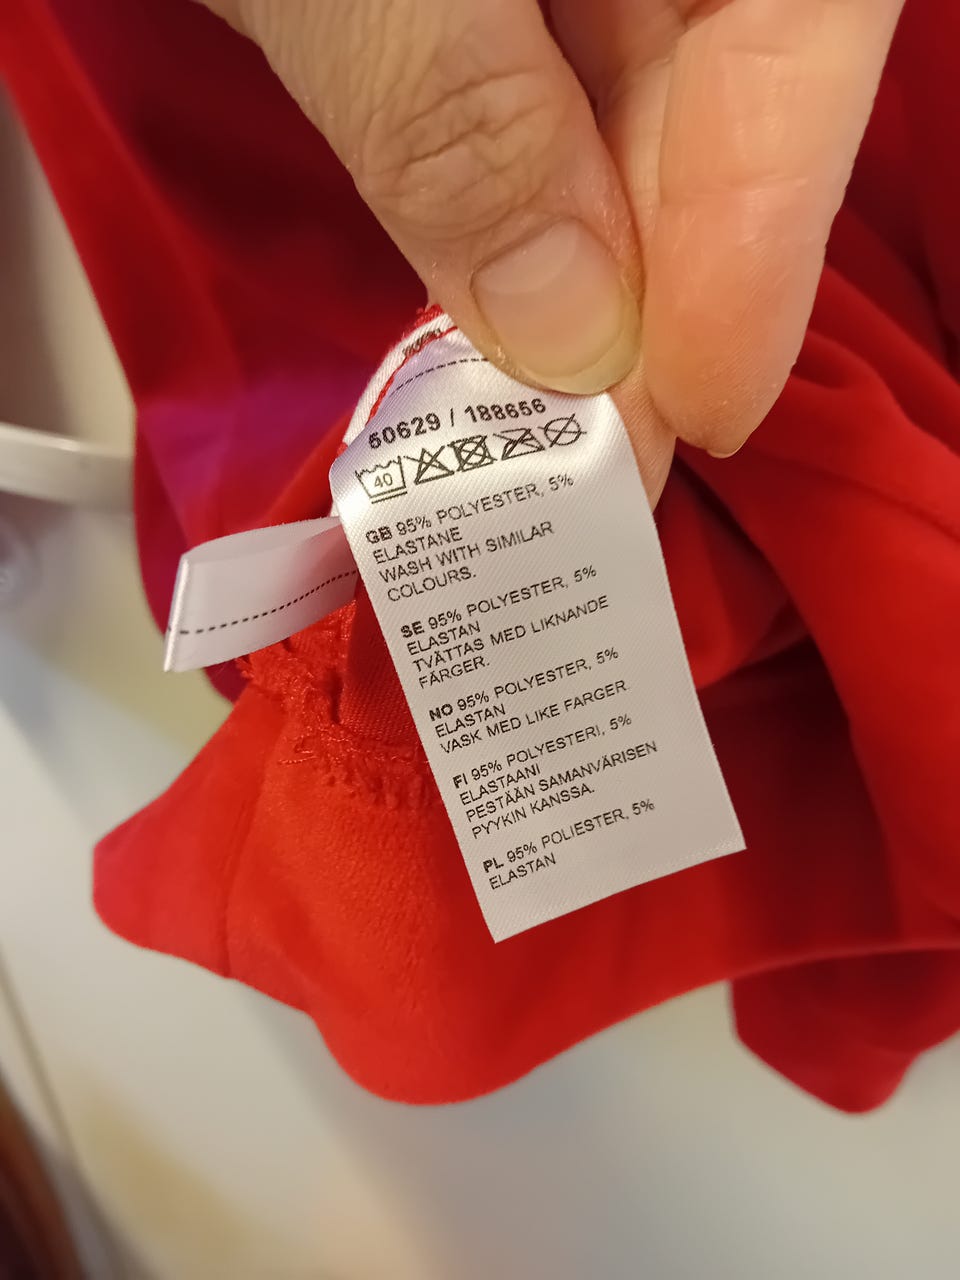 50629 / 188656
40
GB 95% POLYESTER, 5%
ELASTANE
WASH WITH SIMILAR
COLOURS.
SE 95% POLYESTER, 5%
ELASTAN
TVÄTTAS MED LIKNANDE
FÄRGER.
NO 95% POLYESTER, 5%
ELASTAN
VASK MED LIKE FARGER.
FI 95% POLYESTERI, 5%
ELASTAANI
PESTÄÄN SAMANVÄRISEN
PYYKIN KANSSA.
PL 95% POLIESTER, 5%
ELASTAN